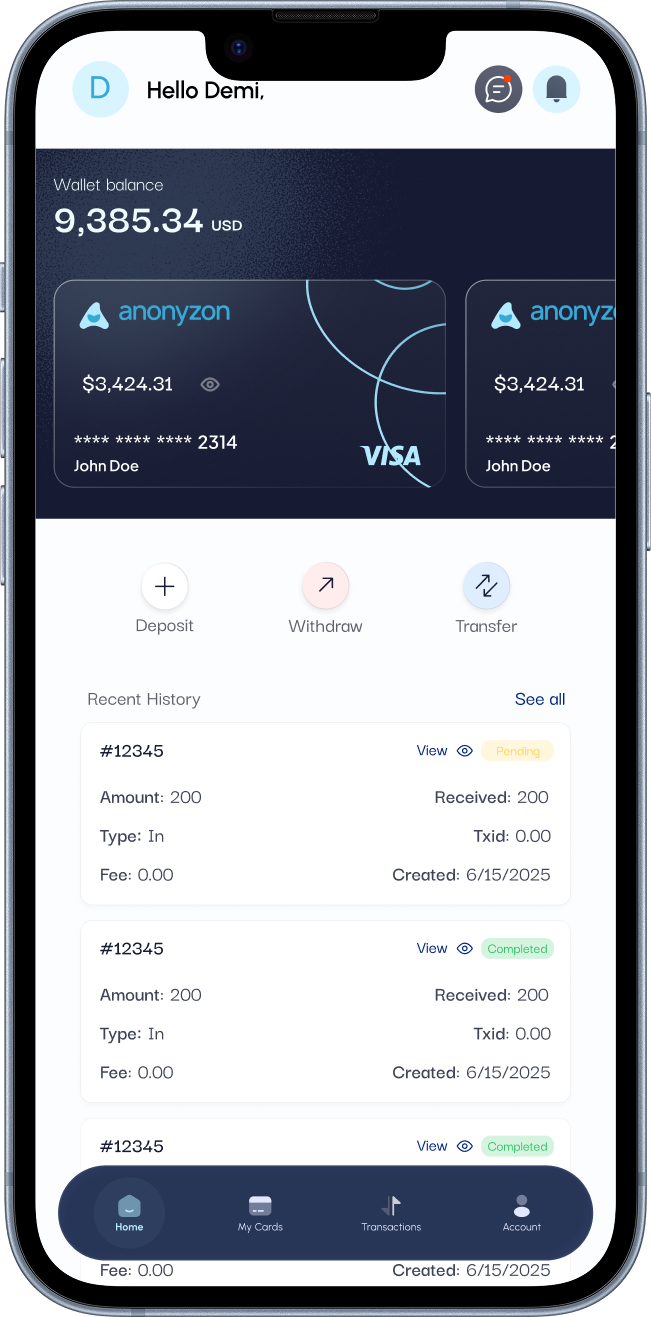 D
Hello Demi,
Wallet balance
9,385.34 USD
anonyzon
$3,424.31
**** **** **** 2314
John Doe
VISA
anonyz
$3,424.31
**** **** **** 2
John Doe
Deposit
Withdraw
Transfer
Recent History
See all
#12345
View
Pending
Amount: 200
Received: 200
Type: In
Txid: 0.00
Fee: 0.00
Created: 6/15/2025
#12345
View
Completed
Amount: 200
Received: 200
Type: In
Txid: 0.00
Fee: 0.00
Created: 6/15/2025
#12345
View
Completed
Home
My Cards
Transactions
Account
Fee: 0.00
Created: 6/15/2025